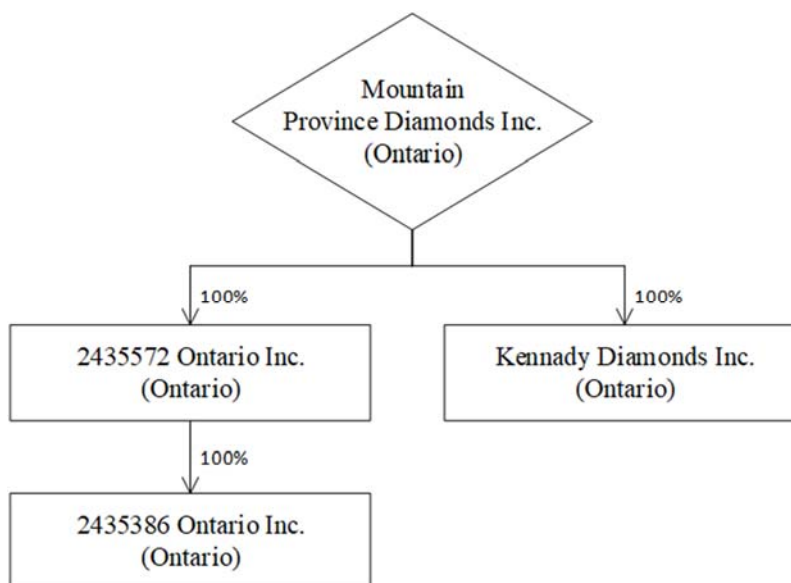 Mountain
Province Diamonds Inc.
(Ontario)
100%
100%
2435572 Ontario Inc.
(Ontario)
Kennady Diamonds Inc.
(Ontario)
100%
2435386 Ontario Inc.
(Ontario)